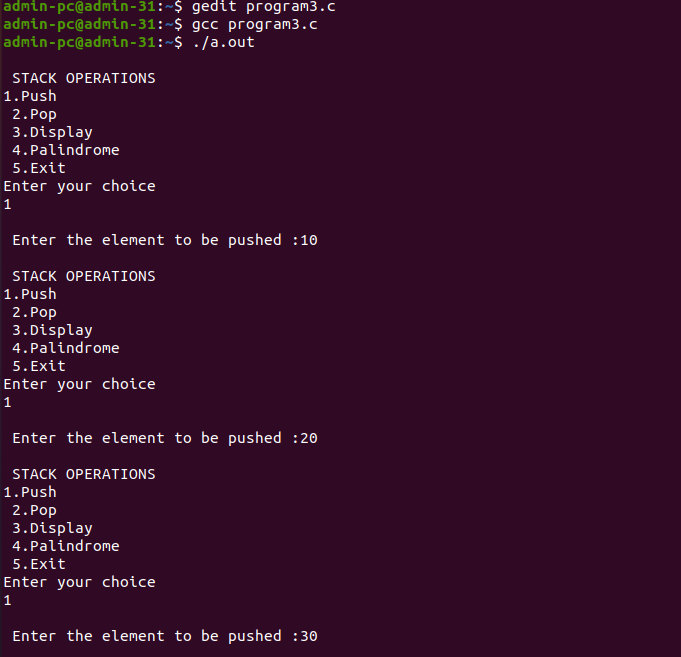 admin-pc@admin-31:~$ gedit program3.c
admin-pc@admin-31:~$ gcc program3.c
admin-pc@admin-31:~$ ./a.out
STACK OPERATIONS
1.Push
2.Pop
3.Display
4.Palindrome
5.Exit
Enter your choice
1
Enter the element to be pushed :10
STACK OPERATIONS
1.Push
2.Pop
3.Display
4.Palindrome
5.Exit
Enter your choice
1
Enter the element to be pushed :20
STACK OPERATIONS
1.Push
2.Pop
3.Display
4.Palindrome
5.Exit
Enter your choice
1
Enter the element to be pushed :30